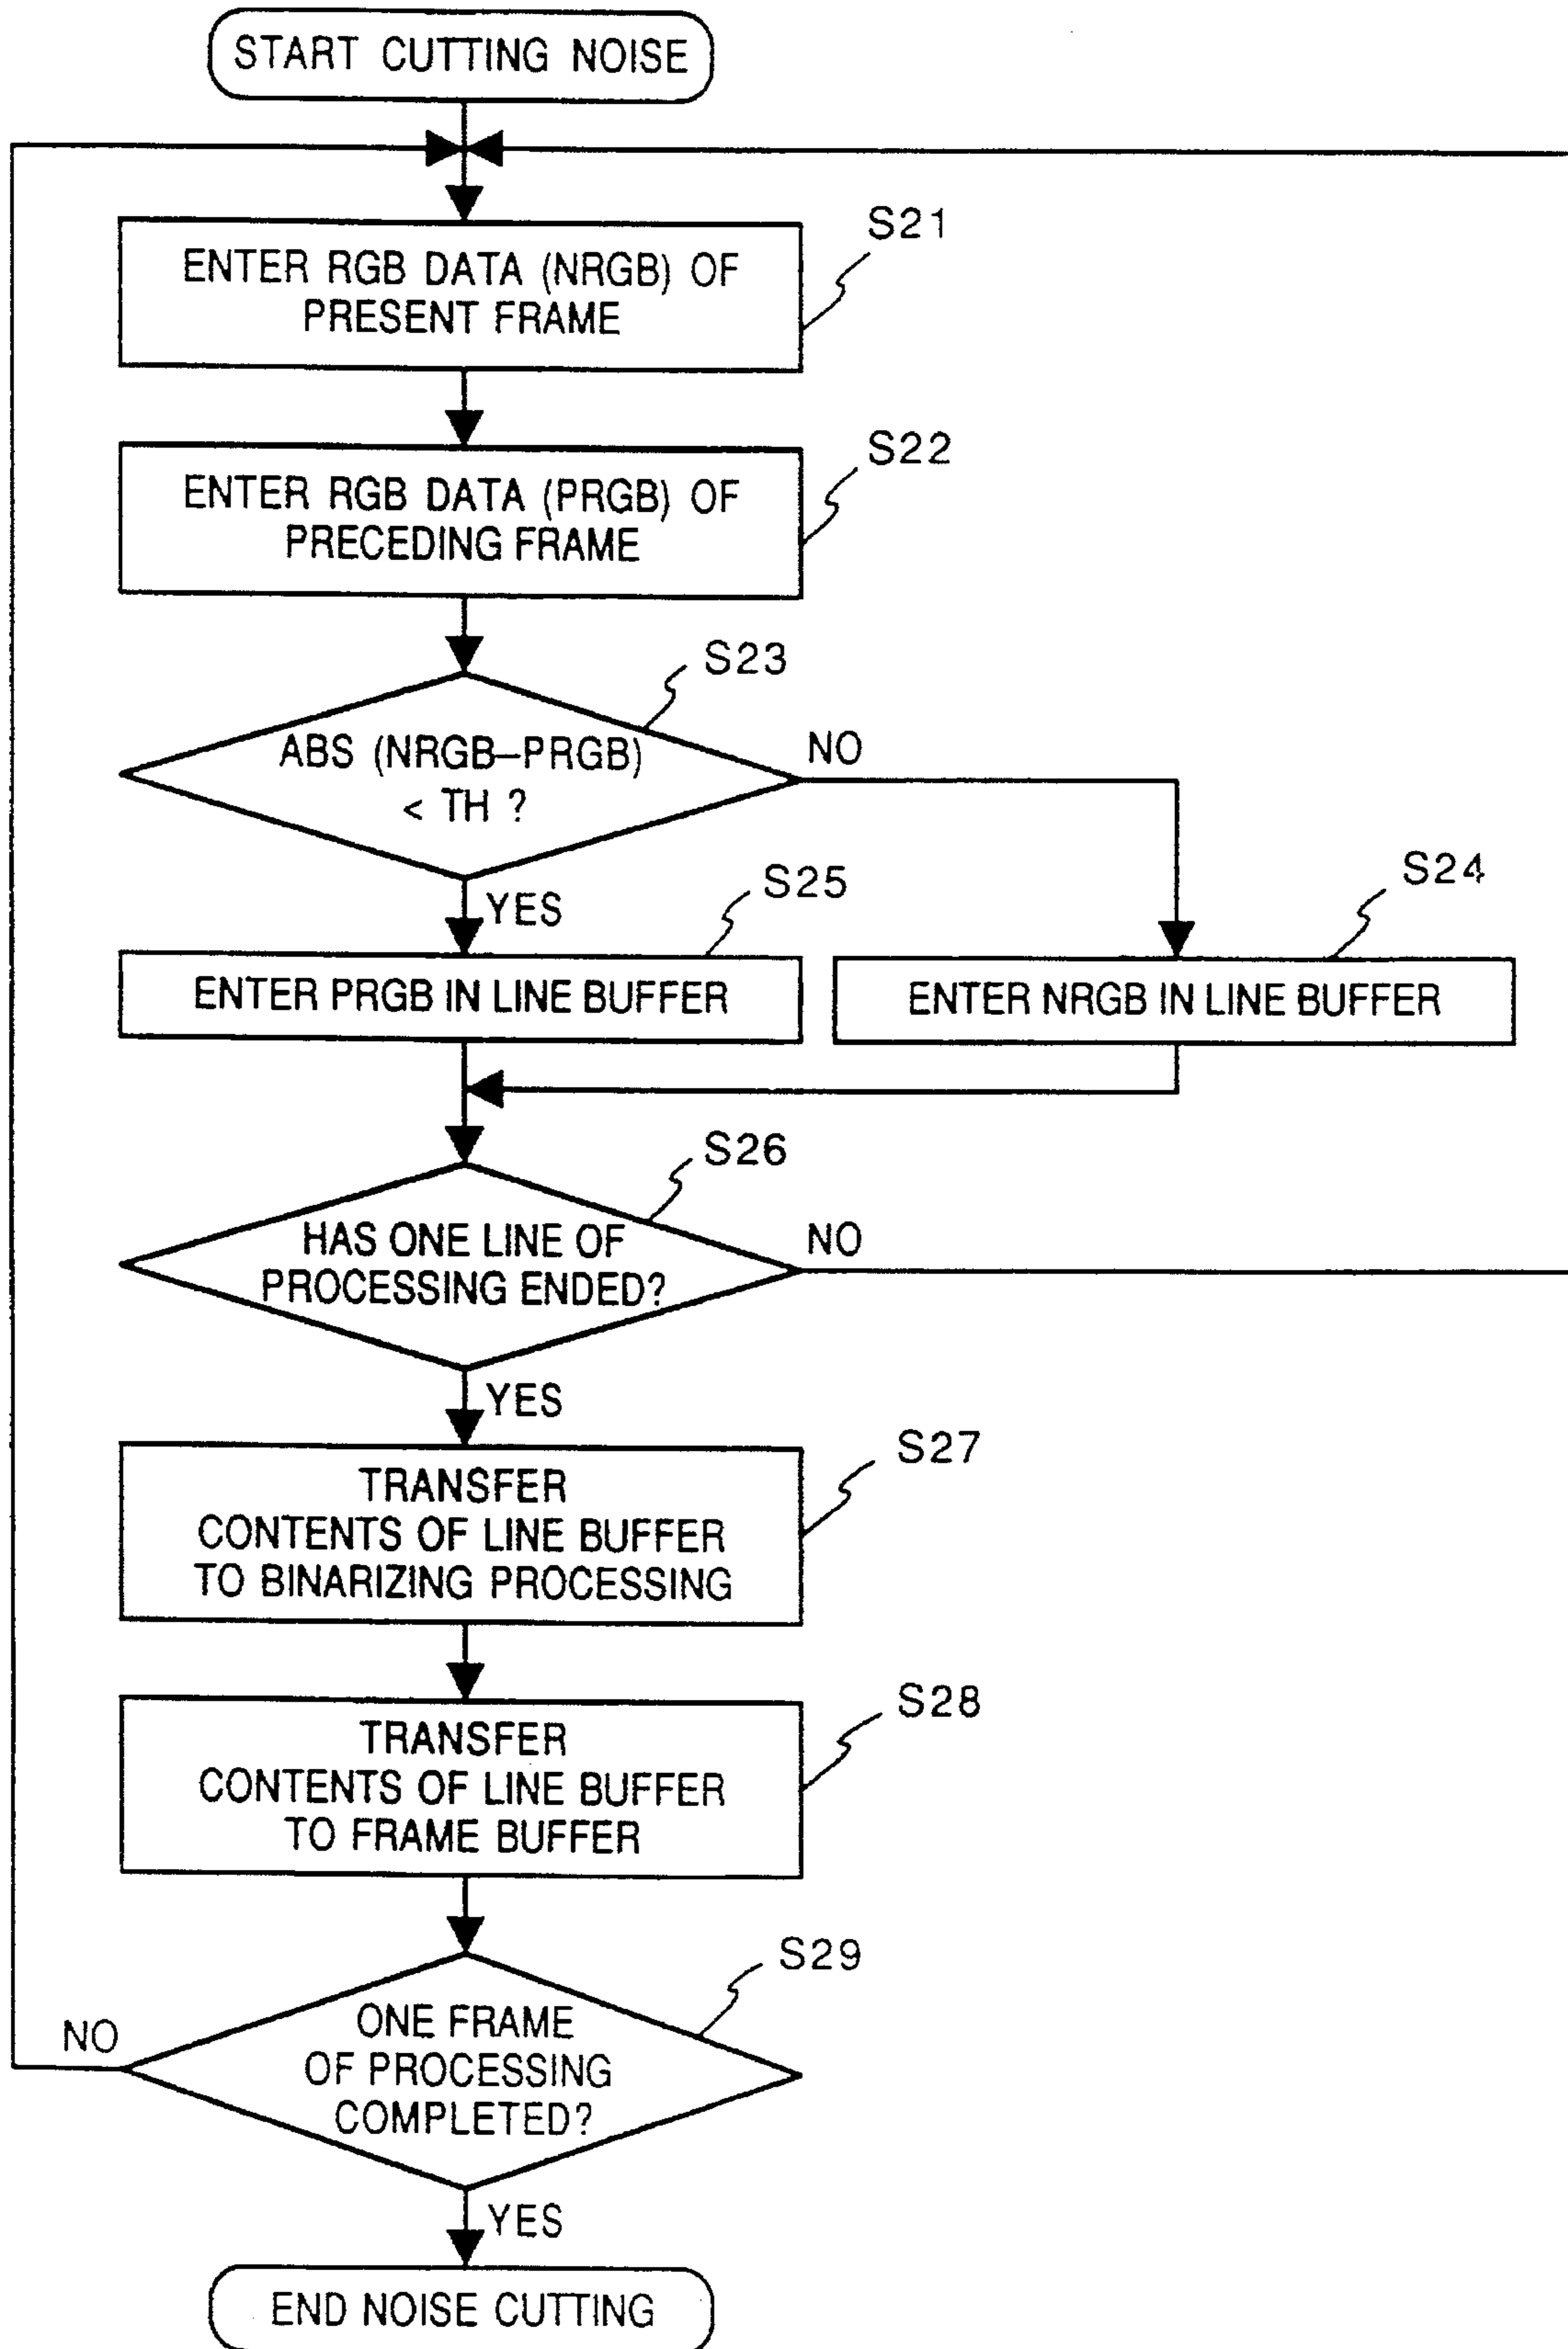 START CUTTING NOISE
S21
ENTER RGB DATA (NRGB) OF
PRESENT FRAME
S22
ENTER RGB DATA (PRGB) OF
PRECEDING FRAME
S23
ABS (NRGB–PRGB)
< TH ?
NO
YES
S25
S24
ENTER PRGB IN LINE BUFFER
ENTER NRGB IN LINE BUFFER
S26
HAS ONE LINE OF
PROCESSING ENDED?
NO
YES
S27
TRANSFER
CONTENTS OF LINE BUFFER
TO BINARIZING PROCESSING
S28
TRANSFER
CONTENTS OF LINE BUFFER
TO FRAME BUFFER
S29
ONE FRAME
OF PROCESSING
COMPLETED?
NO
YES
END NOISE CUTTING